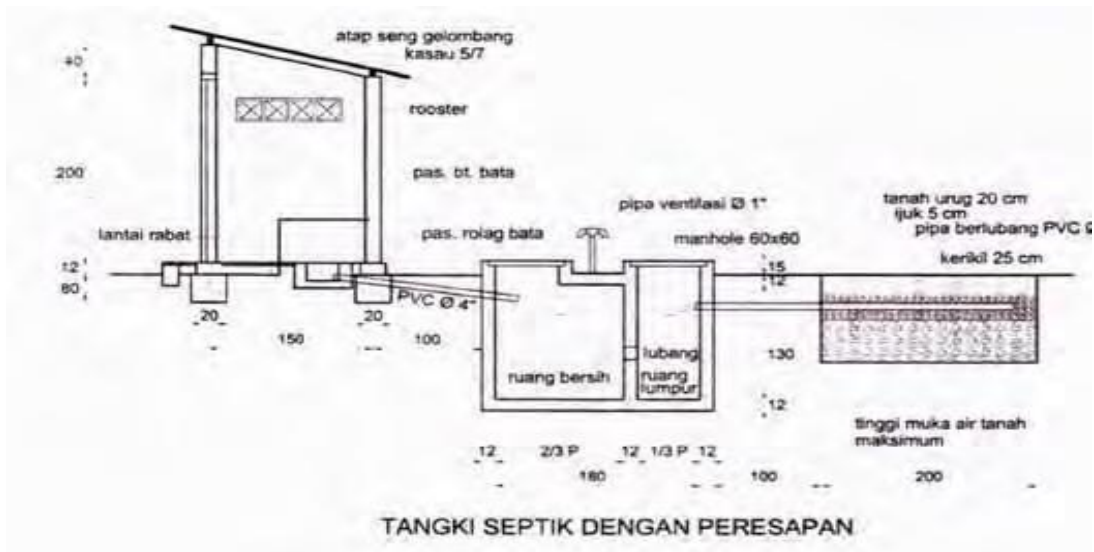 atap seng gelombang
kasau 5/7
40
rooster
200
pas. bt. bata
pipa ventilasi Ø 1"
tanah urug 20 cm
ijuk 5 cm
pipa berlubang PVC
lantai rabat
pas. rolag bata
manhole 60x60
kerikil 25 cm
12
80
15
12
PVC Ø 4"
20
20
150
100
130
lubang
ruang bersih
ruang
lumpur
12
tinggi muka air tanah
maksimum
12 2/3 P 12 1/3 P 12
100
200
TANGKI SEPTIK DENGAN PERESAPAN